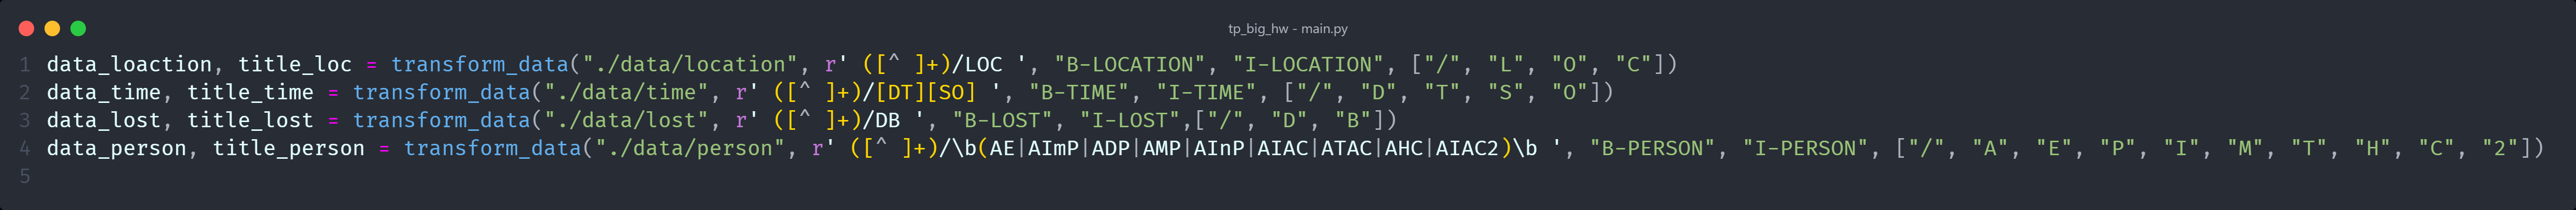 tp_big_hw - main.py
1 data_loaction, title_loc = transform_data("./data/location", r' ([^ ]+)/LOC ', "B-LOCATION", "I-LOCATION", ["/", "L", "O", "C"])
2 data_time, title_time = transform_data("./data/time", r' ([^ ]+)/[DT][SO] ', "B-TIME", "I-TIME", ["/", "D", "T", "S", "O"])
3 data_lost, title_lost = transform_data("./data/lost", r' ([^ ]+)/DB ', "B-LOST", "I-LOST",["/", "D", "B"])
4 data_person, title_person = transform_data("./data/person", r' ([^ ]+)/\b(AE|AImP|ADP|AMP|AInP|AIAC|ATAC|AHC|AIAC2)\b ', "B-PERSON", "I-PERSON", ["/", "A", "E", "P", "I", "M", "T", "H", "C", "2"])
5